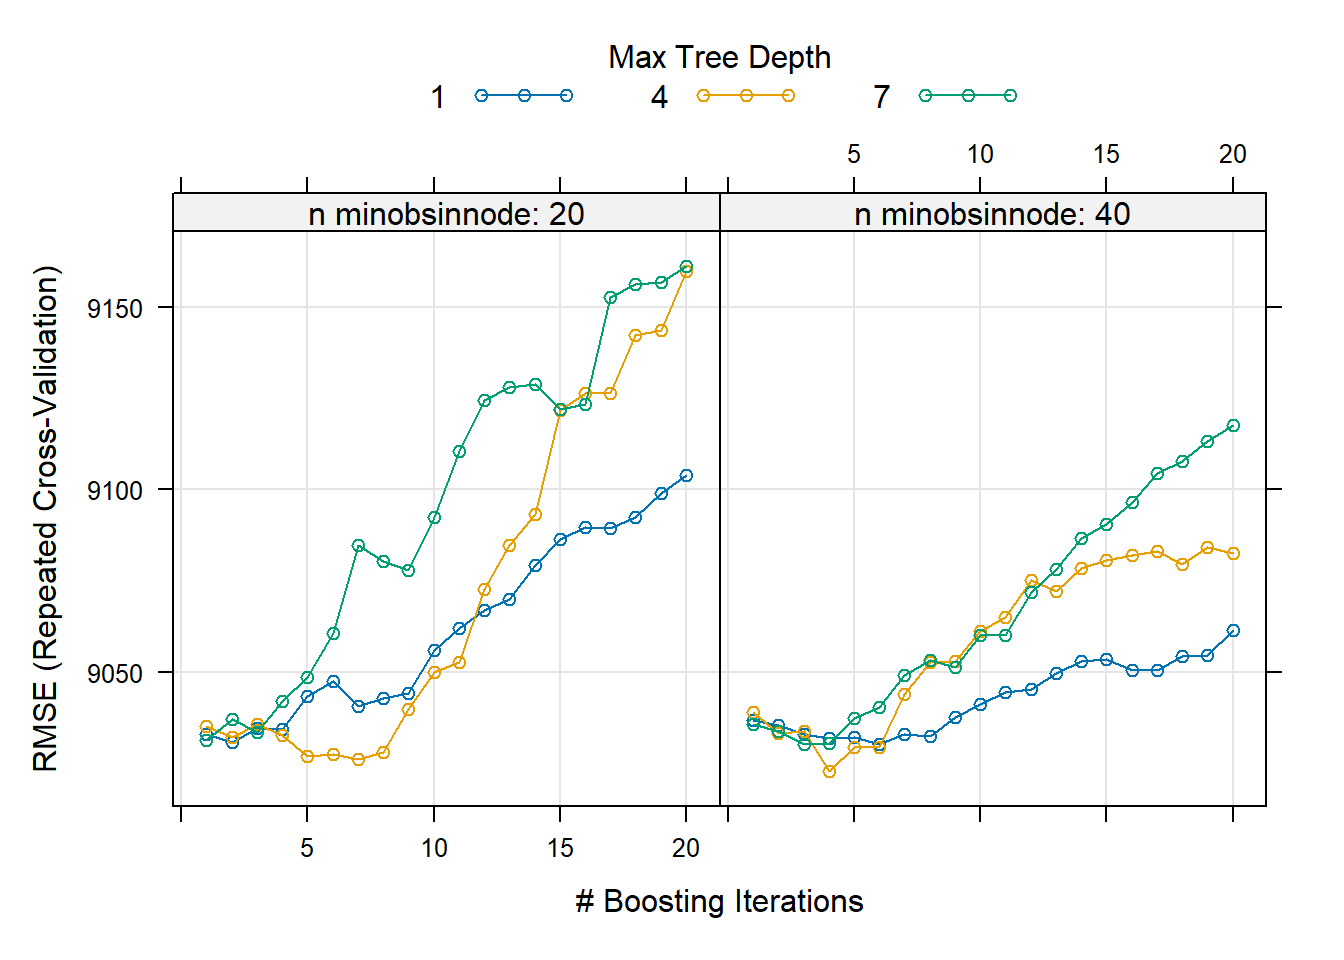 Max Tree Depth
1 4 7
5 10 15 20
n minobsinnode: 20 n minobsinnode: 40
RMSE (Repeated Cross-Validation)
9150
9100
9050
5 10 15 20
# Boosting Iterations